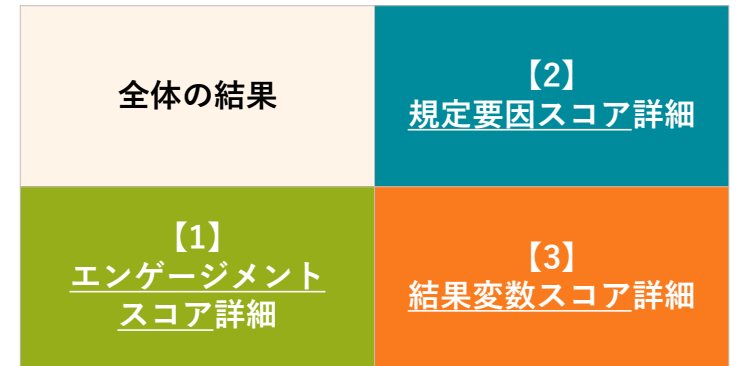 全体の結果
【2】
規定要因スコア詳細
【1】
エンゲージメント
スコア詳細
【3】
結果変数スコア詳細